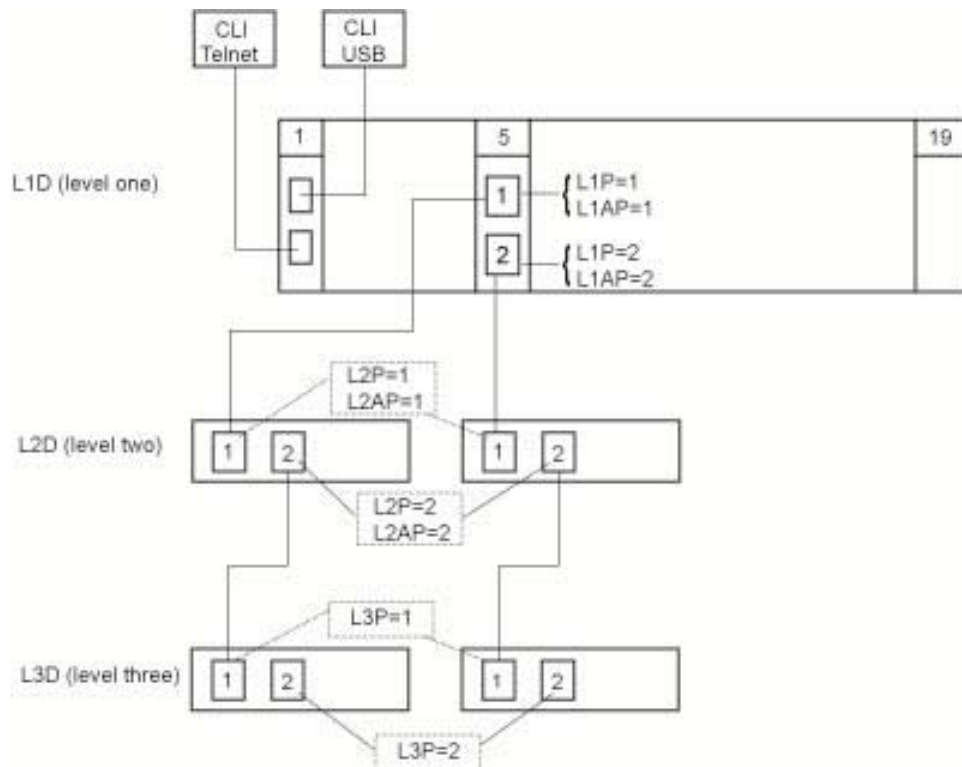 CLI
Telnet
CLI
USB
1
5
19
L1D (level one)
1
L1P=1
L1AP=1
2
L1P=2
L1AP=2
L2P=1
L2AP=1
L2D (level two)
1
2
1
2
L2P=2
L2AP=2
L3P=1
L3D (level three)
1
2
1
2
L3P=2